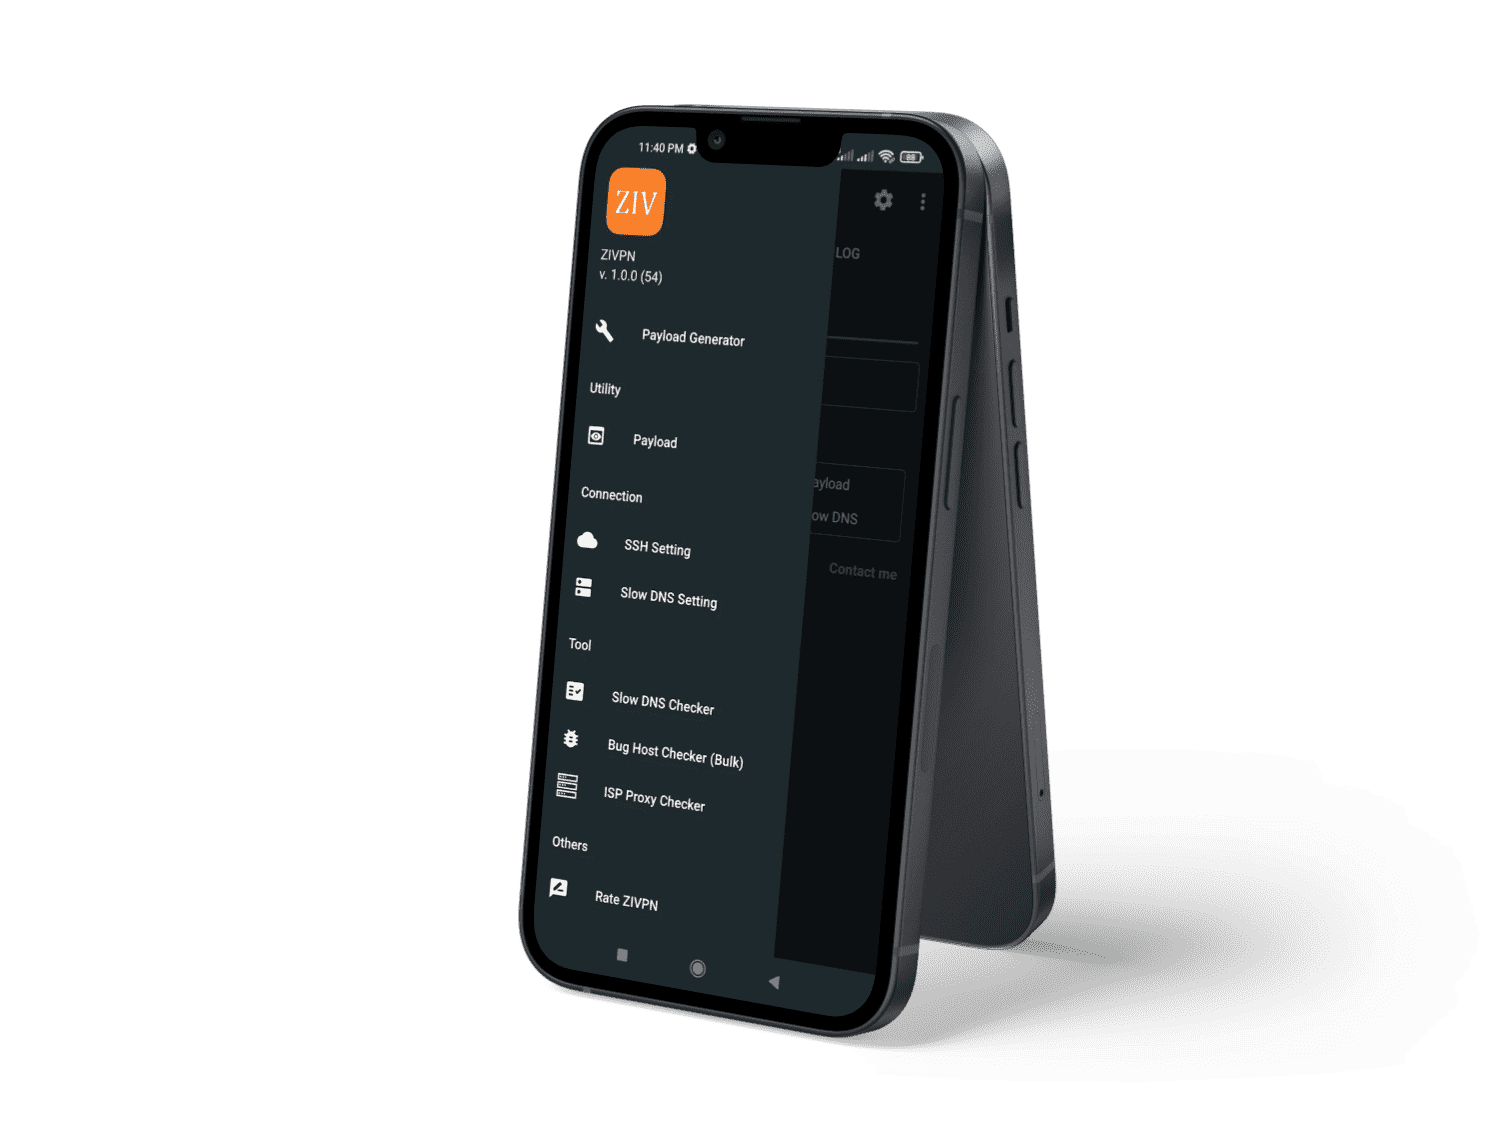 11:40 PM
88
ZIV
ZIVPN
v. 1.0.0 (54)
LOG
Payload Generator
Utility
Payload
Connection
ayload
ow DNS
SSH Setting
Contact me
Slow DNS Setting
Tool
Slow DNS Checker
Bug Host Checker (Bulk)
ISP Proxy Checker
Others
Rate ZIVPN